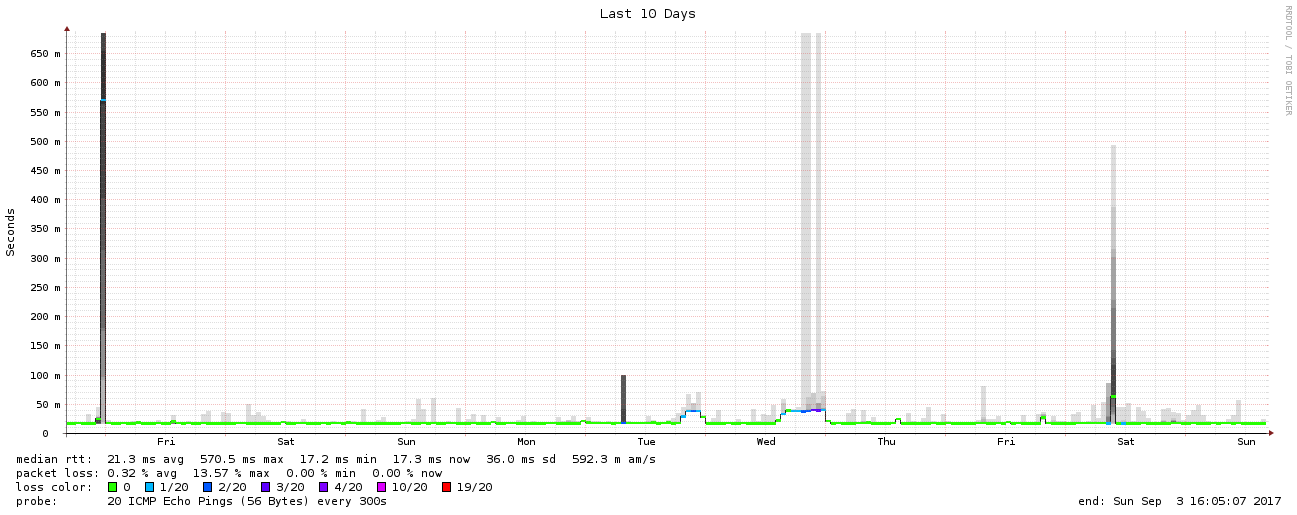 Last 10 Days
RRDTOOL / TOBI OETIKER
Seconds
650 m
600 m
550 m
500 m
450 m
400 m
350 m
300 m
250 m
200 m
150 m
100 m
50 m
0
Fri Sat Sun Mon Tue Wed Thu Fri Sat Sun
median rtt: 21.3 ms avg 570.5 ms max 17.2 ms min 17.3 ms now 36.0 ms sd 592.3 m am/s
packet loss: 0.32 % avg 13.57 % max 0.00 % min 0.00 % now
loss color: 0 1/20 2/20 3/20 4/20 10/20 19/20
probe: 20 ICMP Echo Pings (56 Bytes) every 300s
end: Sun Sep 3 16:05:07 2017